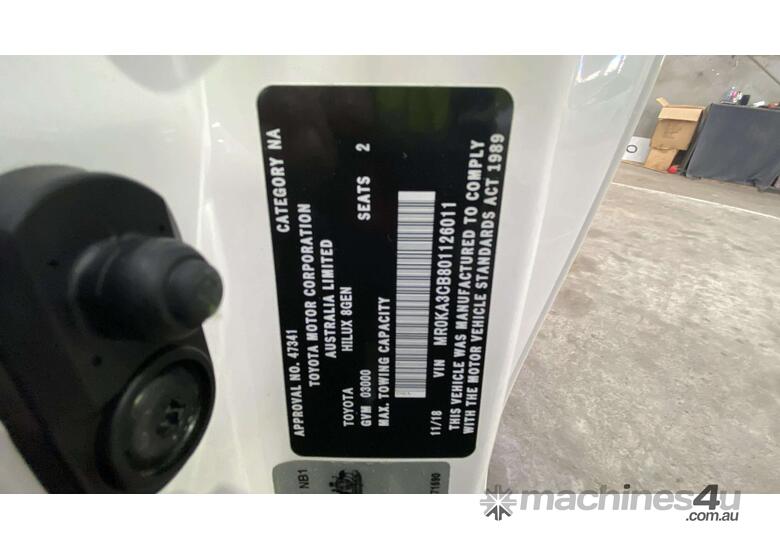 APPROVAL NO. 47341 CATEGORY NA
TOYOTA MOTOR CORPORATION
AUSTRALIA LIMITED
TOYOTA HILUX 8GEN
GVM 03000 SEATS 2
MAX. TOWING CAPACITY
11/18 VIN MR0KA3CB801126011
THIS VEHICLE WAS MANUFACTURED TO COMPLY
WITH THE MOTOR VEHICLE STANDARDS ACT 1989
NB1
machines4u
.com.au